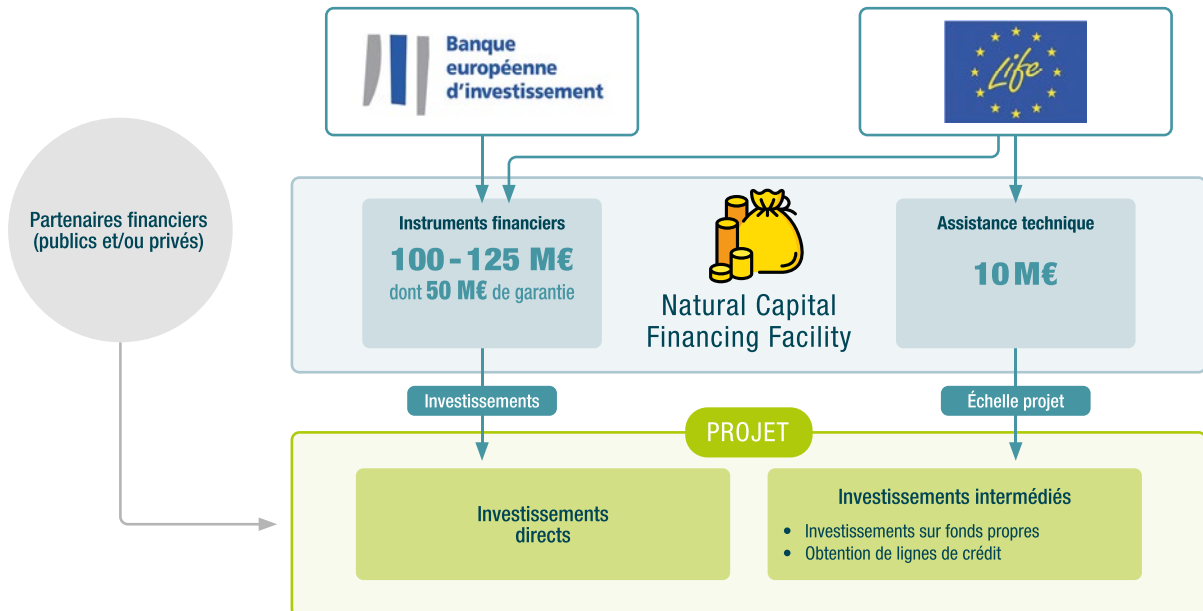 Banque
européenne
d'investissement
Life
Partenaires financiers
(publics et/ou privés)
Instruments financiers
100 - 125 M€
dont 50 M€ de garantie
Natural Capital
Financing Facility
Assistance technique
10 M€
Investissements
Échelle projet
PROJET
Investissements
directs
Investissements intermédiés
• Investissements sur fonds propres
• Obtention de lignes de crédit